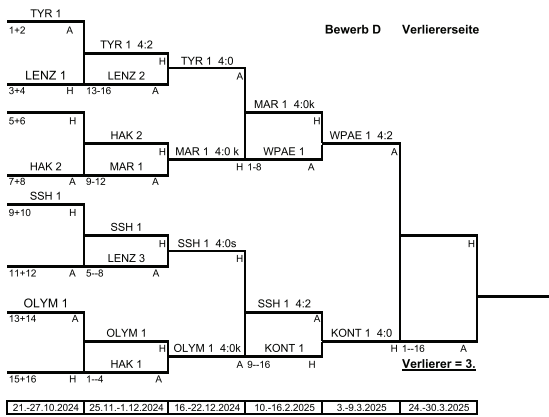 TYR 1
1+2 A
Bewerb D Verliererseite
TYR 1 4:2
H TYR 1 4:0
LENZ 1 LENZ 2 A
3+4 H 13-16 A
MAR 1 4:0k
5+6 H H
HAK 2 WPAE 1 4:2
H MAR 1 4:0 k WPAE 1 A
HAK 2 MAR 1 H 1-8 A
7+8 A 9-12 A
SSH 1
9+10 H
SSH 1
H SSH 1 4:0s H
LENZ 3 H
11+12 A 5--8 A
OLYM 1 SSH 1 4:2
13+14 A A
OLYM 1 KONT 1 4:0
H OLYM 1 4:0k KONT 1 H 1--16 A
HAK 1 A 9--16 H Verlierer = 3.
15+16 H 1--4 A
21.-27.10.2024 25.11.-1.12.2024 16.-22.12.2024 10.-16.2.2025 3.-9.3.2025 24.-30.3.2025